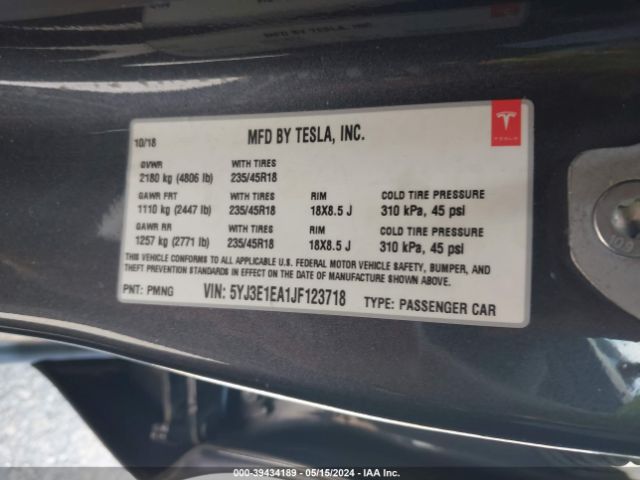 10/18
MFD BY TESLA, INC.
GVWR WITH TIRES
2180 kg (4806 lb) 235/45R18
GAWR FRT WITH TIRES RIM COLD TIRE PRESSURE
1110 kg (2447 lb) 235/45R18 18X8.5 J 310 kPa, 45 psi
GAWR RR WITH TIRES RIM COLD TIRE PRESSURE
1257 kg (2771 lb) 235/45R18 18X8.5 J 310 kPa, 45 psi
THIS VEHICLE CONFORMS TO ALL APPLICABLE U.S. FEDERAL MOTOR VEHICLE SAFETY, BUMPER, AND
THEFT PREVENTION STANDARDS IN EFFECT ON THE DATE OF MANUFACTURE SHOWN ABOVE.
PNT: PMNG VIN: 5YJ3E1EA1JF123718 TYPE: PASSENGER CAR
000-39434189 - 05/15/2024 - IAA Inc.